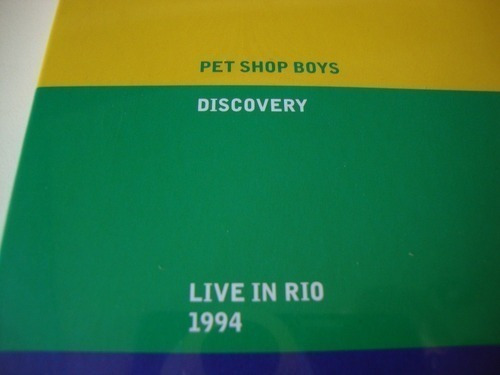 PET SHOP BOYS
DISCOVERY
LIVE IN RIO
1994